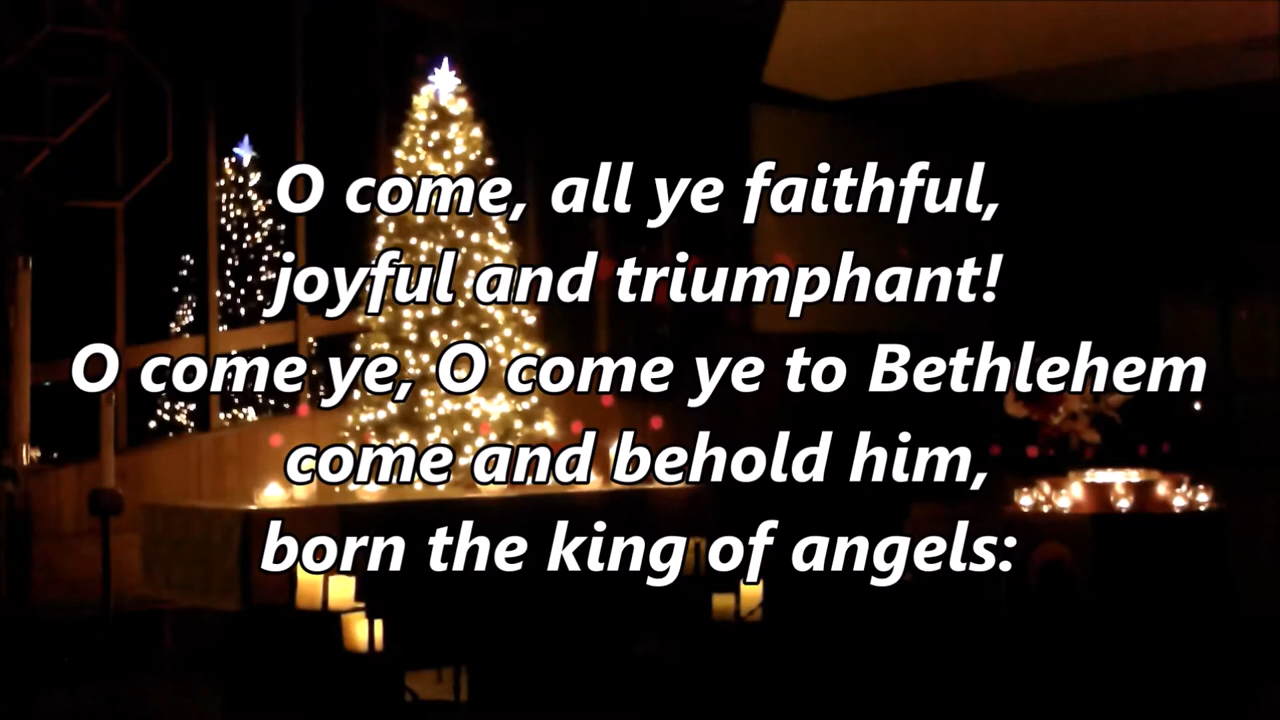 O come, all ye faithful,
joyful and triumphant!
O come ye, O come ye to Bethlehem
come and behold him,
born the king of angels: